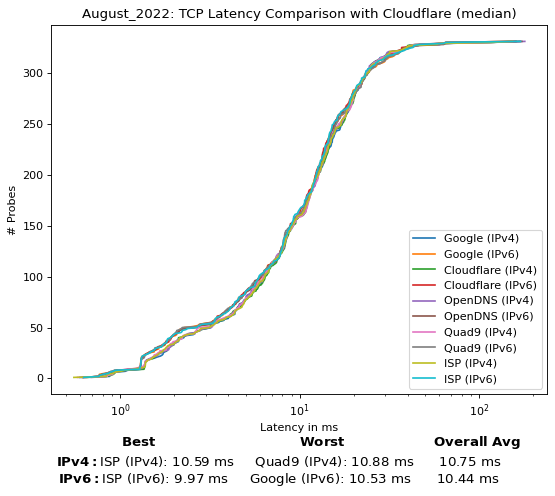 August_2022: TCP Latency Comparison with Cloudflare (median)
# Probes
300
250
200
150
100
50
0
Google (IPv4)
Google (IPv6)
Cloudflare (IPv4)
Cloudflare (IPv6)
OpenDNS (IPv4)
OpenDNS (IPv6)
Quad9 (IPv4)
Quad9 (IPv6)
ISP (IPv4)
ISP (IPv6)
10⁰ 10¹ 10²
Latency in ms
Best Worst Overall Avg
IPv4: ISP (IPv4): 10.59 ms Quad9 (IPv4): 10.88 ms 10.75 ms
IPv6: ISP (IPv6): 9.97 ms Google (IPv6): 10.53 ms 10.44 ms